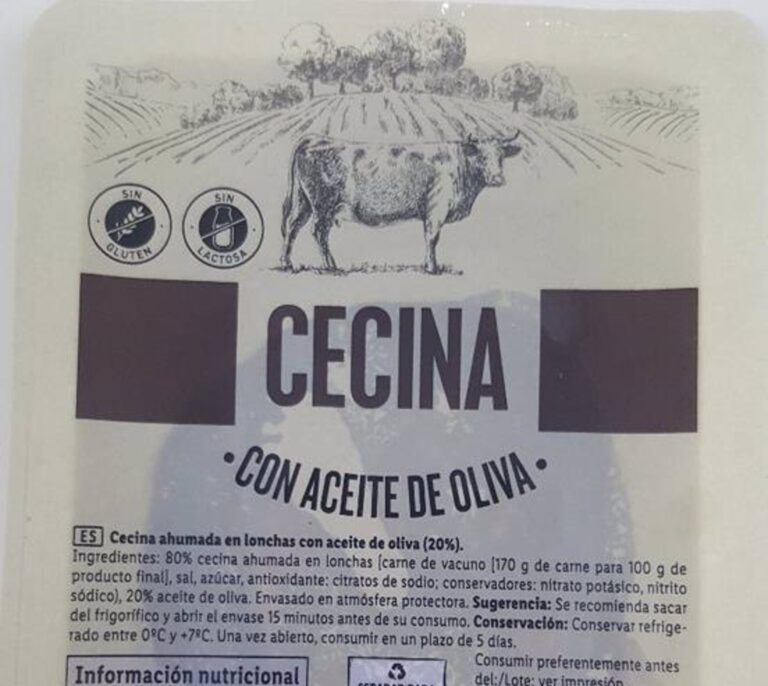 SIN
GLUTEN
SIN
LACTOSA
CECINA
• CON ACEITE DE OLIVA •
ES Cecina ahumada en lonchas con aceite de oliva (20%).
Ingredientes: 80% cecina ahumada en lonchas [carne de vacuno [170 g de carne para 100 g de
producto final], sal, azúcar, antioxidante: citratos de sodio; conservadores: nitrato potásico, nitrito
sódico), 20% aceite de oliva. Envasado en atmósfera protectora. Sugerencia: Se recomienda sacar
del frigorífico y abrir el envase 15 minutos antes de su consumo. Conservación: Conservar refrige-
rado entre 0ºC y +7ºC. Una vez abierto, consumir en un plazo de 5 días.
Información nutricional
Consumir preferentemente antes
del:/Lote: ver impresión